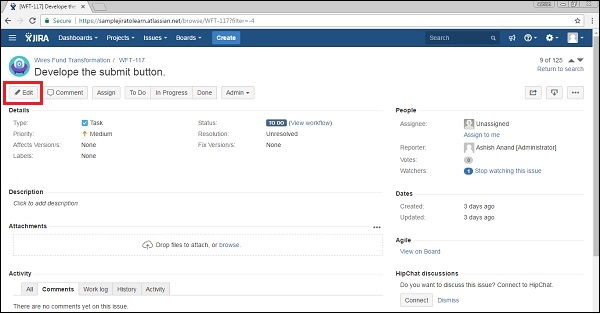 [WFT-117] Develope the
Secure https://samplejiratolearn.atlassian.net/browse/WFT-117?filter=-4
JIRA Dashboards Projects Issues Boards Create Search
Wires Fund Transformation / WFT-117 9 of 125
Develope the submit button. Return to search
Edit Comment Assign To Do In Progress Done Admin
Details
Type: Task Status: TO DO (View workflow)
Priority: Medium Resolution: Unresolved
Affects Version/s: None Fix Version/s: None
Labels: None
Description
Click to add description
Attachments
Drop files to attach, or browse.
Activity
All Comments Work log History Activity
There are no comments yet on this issue.
People
Assignee: Unassigned
Assign to me
Reporter: Ashish Anand [Administrator]
Votes: 0
Watchers: Stop watching this issue
Dates
Created: 3 days ago
Updated: 3 days ago
Agile
View on Board
HipChat discussions
Do you want to discuss this issue? Connect to HipChat.
Connect Dismiss